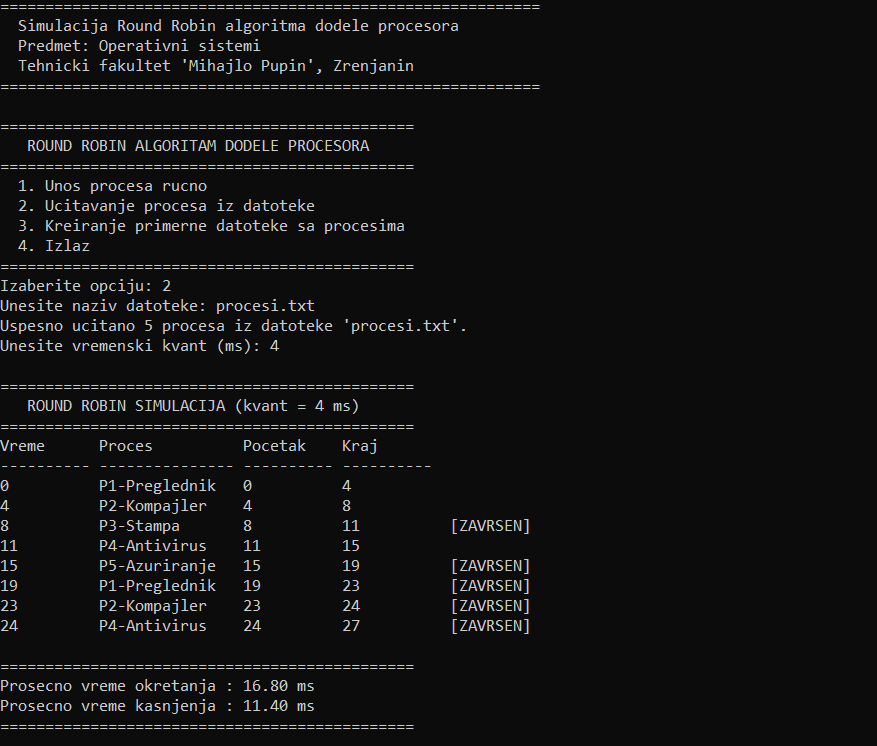 ============================================================
  Simulacija Round Robin algoritma dodele procesora
  Predmet: Operativni sistemi
  Tehnicki fakultet 'Mihajlo Pupin', Zrenjanin
============================================================

==============================================
   ROUND ROBIN ALGORITAM DODELE PROCESORA
==============================================
  1. Unos procesa rucno
  2. Ucitavanje procesa iz datoteke
  3. Kreiranje primerne datoteke sa procesima
  4. Izlaz
==============================================
Izaberite opciju: 2
Unesite naziv datoteke: procesi.txt
Uspesno ucitano 5 procesa iz datoteke 'procesi.txt'.
Unesite vremenski kvant (ms): 4

==============================================
   ROUND ROBIN SIMULACIJA (kvant = 4 ms)
==============================================
Vreme      Proces          Pocetak    Kraj
---------- --------------- ---------- ----------
0          P1-Preglednik   0          4
4          P2-Kompajler    4          8
8          P3-Stampa       8          11          [ZAVRSEN]
11         P4-Antivirus    11         15
15         P5-Azuriranje   15         19          [ZAVRSEN]
19         P1-Preglednik   19         23          [ZAVRSEN]
23         P2-Kompajler    23         24          [ZAVRSEN]
24         P4-Antivirus    24         27          [ZAVRSEN]

==============================================
Prosecno vreme okretanja : 16.80 ms
Prosecno vreme kasnjenja : 11.40 ms
==============================================